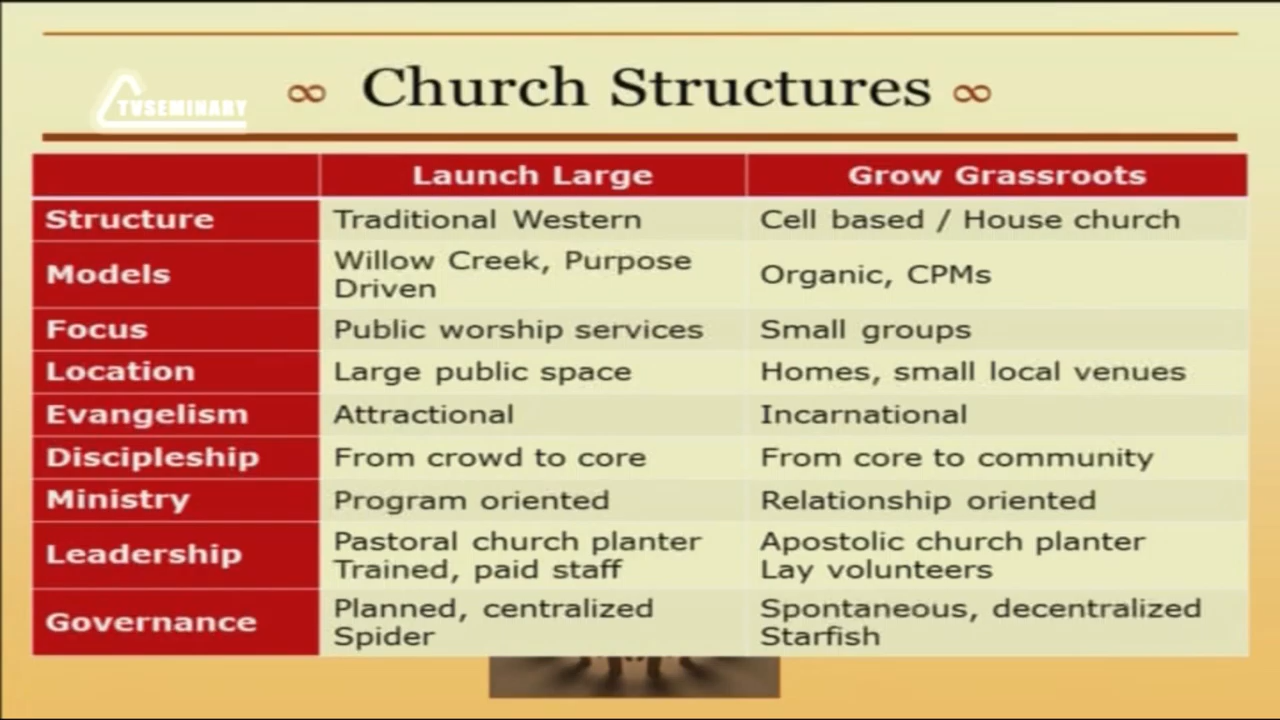 TVSEMINARY
∞ Church Structures ∞
Launch Large Grow Grassroots
Structure Traditional Western Cell based / House church
Models Willow Creek, Purpose Driven Organic, CPMs
Focus Public worship services Small groups
Location Large public space Homes, small local venues
Evangelism Attractional Incarnational
Discipleship From crowd to core From core to community
Ministry Program oriented Relationship oriented
Leadership Pastoral church planter Apostolic church planter
Trained, paid staff Lay volunteers
Governance Planned, centralized Spontaneous, decentralized
Spider Starfish